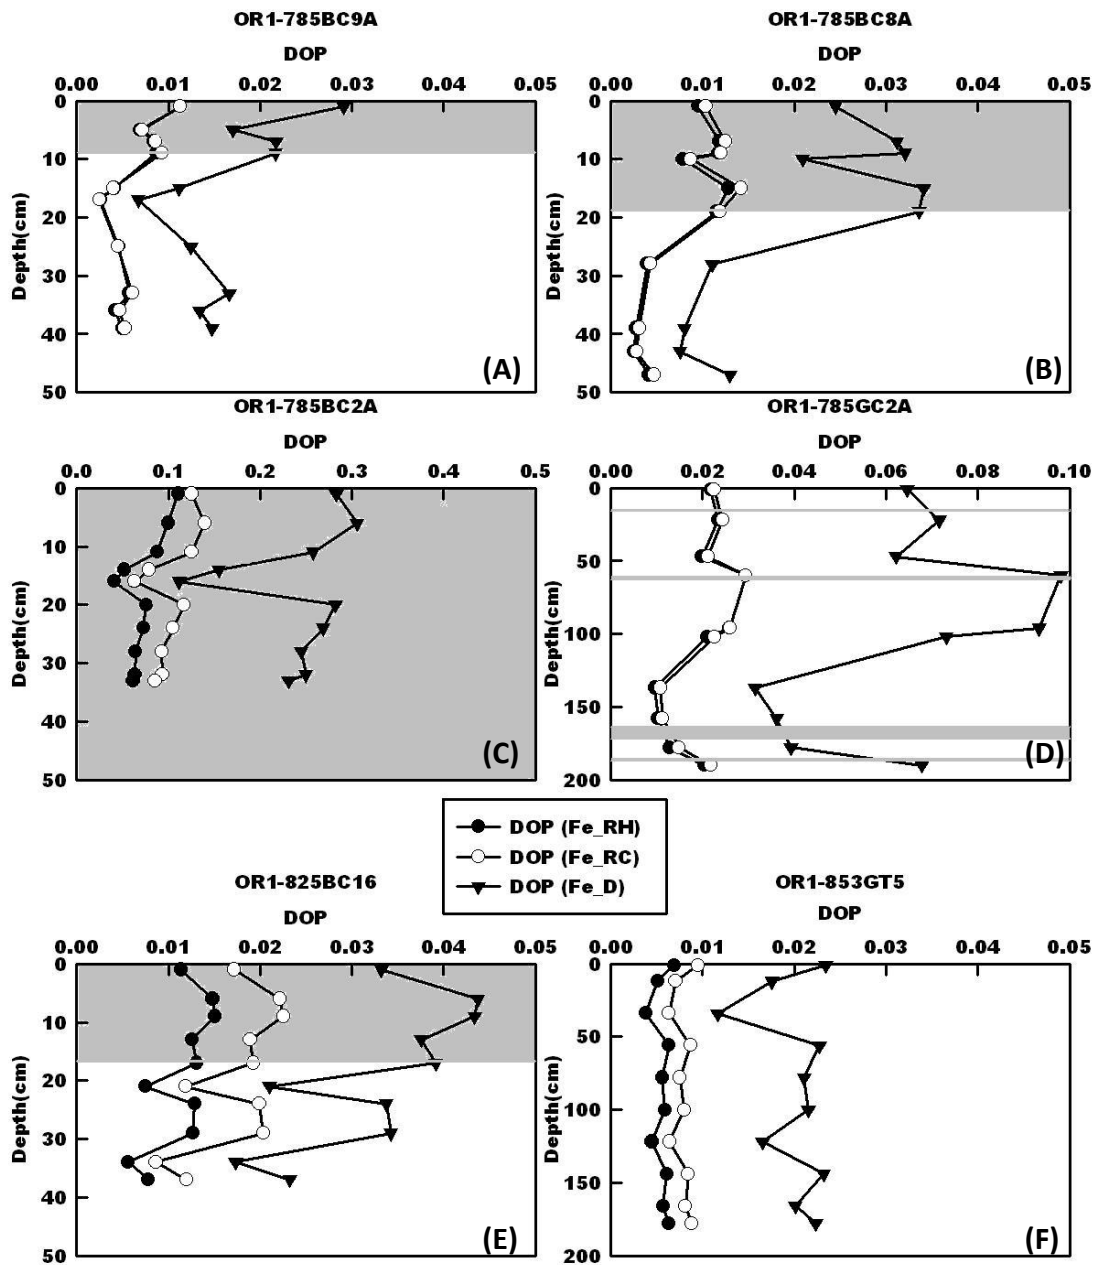 OR1-785BC9A
DOP
0.00 0.01 0.02 0.03 0.04 0.05
0
10
20
30
40
50
Depth(cm)
(A)
OR1-785BC8A
DOP
0.00 0.01 0.02 0.03 0.04 0.05
0
10
20
30
40
50
Depth(cm)
(B)
OR1-785BC2A
DOP
0.0 0.1 0.2 0.3 0.4 0.5
0
10
20
30
40
50
Depth(cm)
(C)
OR1-785GC2A
DOP
0.00 0.02 0.04 0.06 0.08 0.10
0
50
100
150
200
Depth(cm)
(D)
DOP (Fe_RH)
DOP (Fe_RC)
DOP (Fe_D)
OR1-825BC16
DOP
0.00 0.01 0.02 0.03 0.04 0.05
0
10
20
30
40
50
Depth(cm)
(E)
OR1-853GT5
DOP
0.00 0.01 0.02 0.03 0.04 0.05
0
50
100
150
200
Depth(cm)
(F)